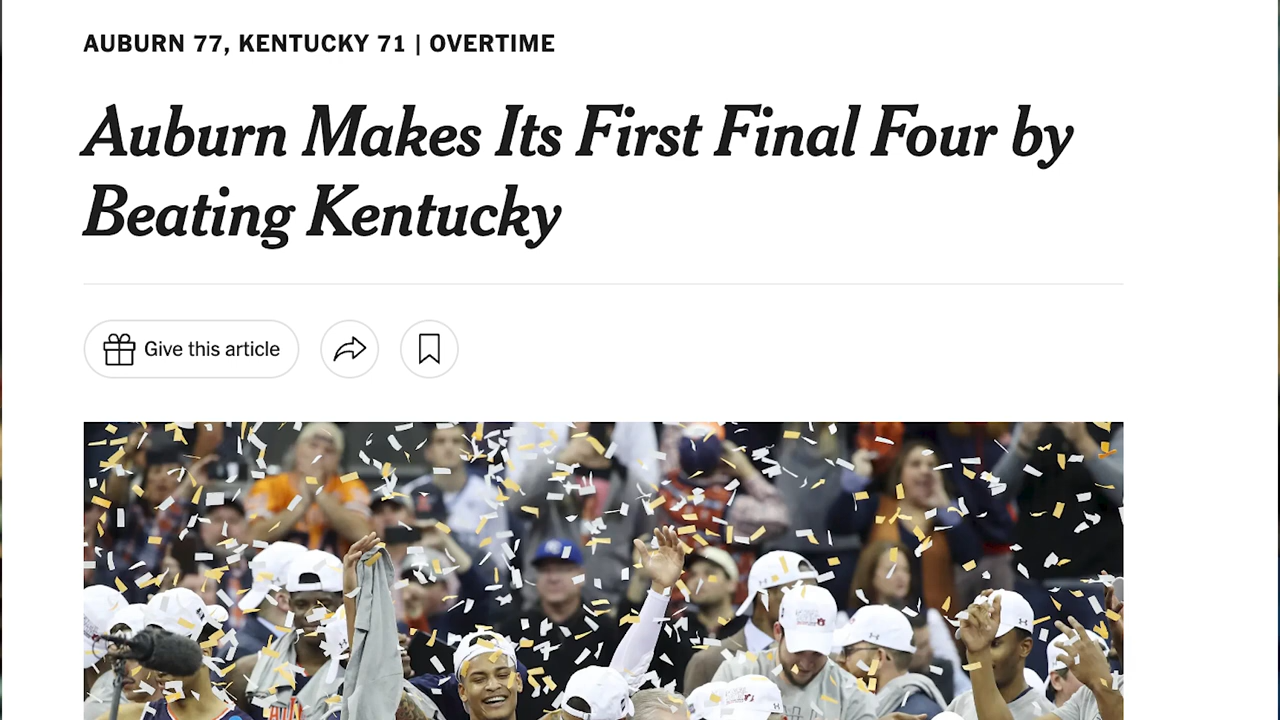 AUBURN 77, KENTUCKY 71 | OVERTIME
Auburn Makes Its First Final Four by
Beating Kentucky
Give this article